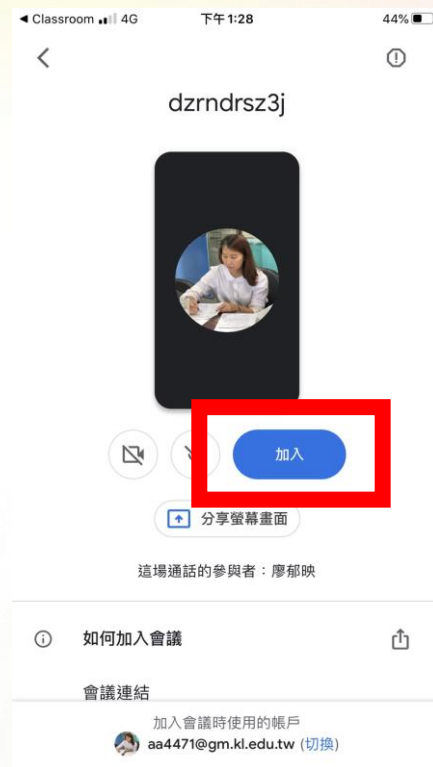 ◀ Classroom 4G 下午1:28 44%
dzrndrsz3j
加入
分享螢幕畫面
這場通話的參與者：廖郁映
如何加入會議
會議連結
加入會議時使用的帳戶
aa4471@gm.kl.edu.tw (切換)